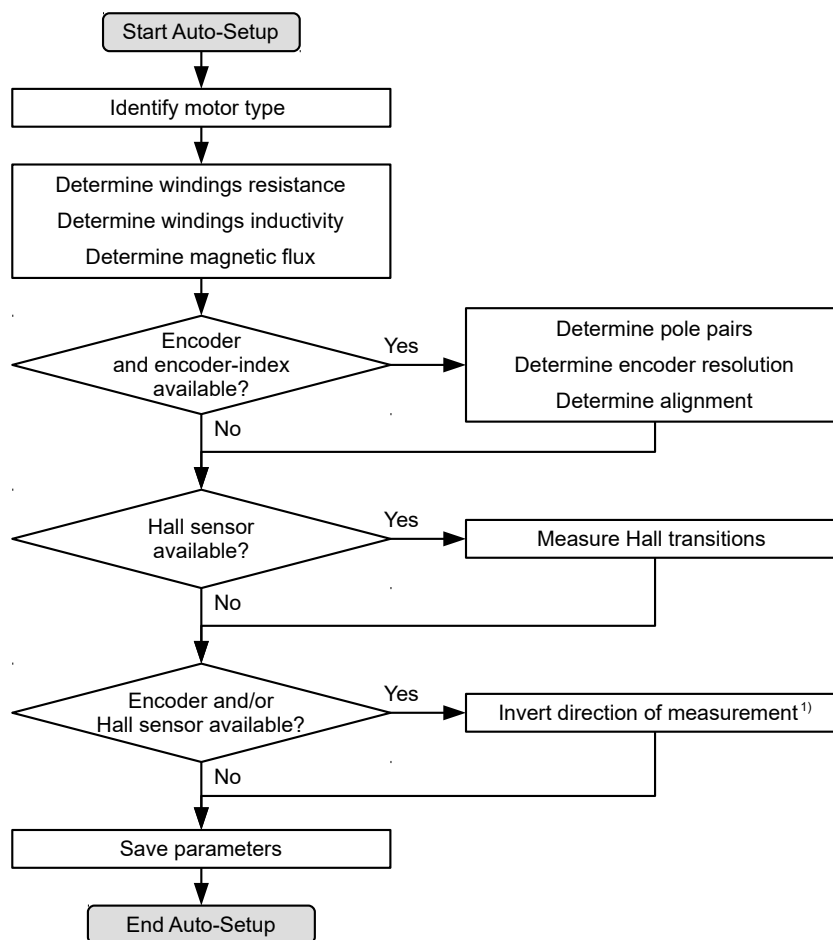 Start Auto-Setup
Identify motor type
Determine windings resistance
Determine windings inductivity
Determine magnetic flux
Encoder
and encoder-index
available?
Yes
No
Determine pole pairs
Determine encoder resolution
Determine alignment
Hall sensor
available?
Yes
No
Measure Hall transitions
Encoder and/or
Hall sensor available?
Yes
No
Invert direction of measurement 1)
Save parameters
End Auto-Setup